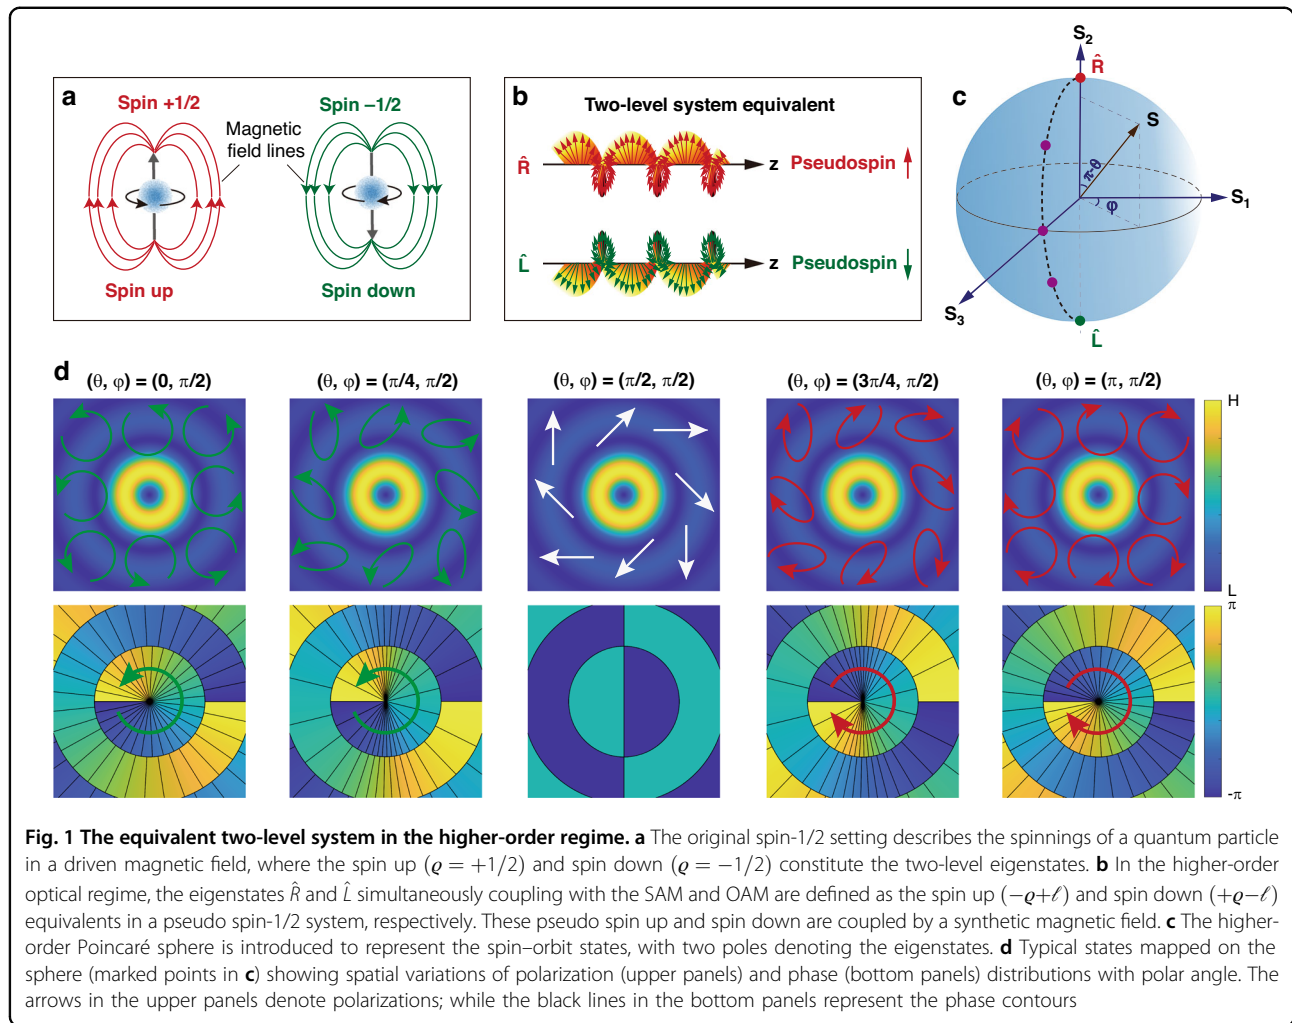 a
Spin +1/2
Spin –1/2
Magnetic
field lines
Spin up
Spin down
b
Two-level system equivalent
R̂
z
Pseudospin
L̂
z
Pseudospin
c
S₂
R̂
S
π-θ
φ
S₁
S₃
L̂
d
(θ, φ) = (0, π/2)
(θ, φ) = (π/4, π/2)
(θ, φ) = (π/2, π/2)
(θ, φ) = (3π/4, π/2)
(θ, φ) = (π, π/2)
H
L
π
-π
Fig. 1 The equivalent two-level system in the higher-order regime. a The original spin-1/2 setting describes the spinnings of a quantum particle
in a driven magnetic field, where the spin up (ϱ = +1/2) and spin down (ϱ = −1/2) constitute the two-level eigenstates. b In the higher-order
optical regime, the eigenstates R̂ and L̂ simultaneously coupling with the SAM and OAM are defined as the spin up (−ϱ+ℓ) and spin down (+ϱ−ℓ)
equivalents in a pseudo spin-1/2 system, respectively. These pseudo spin up and spin down are coupled by a synthetic magnetic field. c The higher-
order Poincaré sphere is introduced to represent the spin–orbit states, with two poles denoting the eigenstates. d Typical states mapped on the
sphere (marked points in c) showing spatial variations of polarization (upper panels) and phase (bottom panels) distributions with polar angle. The
arrows in the upper panels denote polarizations; while the black lines in the bottom panels represent the phase contours